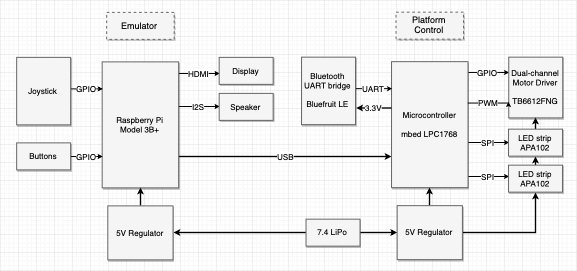 Emulator
Platform
Control
Joystick
GPIO
Raspberry Pi
Model 3B+
HDMI
Display
I2S
Speaker
Buttons
GPIO
USB
Bluetooth
UART bridge
Bluefruit LE
UART
3.3V
Microcontroller
mbed LPC1768
GPIO
PWM
Dual-channel
Motor Driver
TB6612FNG
SPI
LED strip
APA102
SPI
LED strip
APA102
5V Regulator
7.4 LiPo
5V Regulator